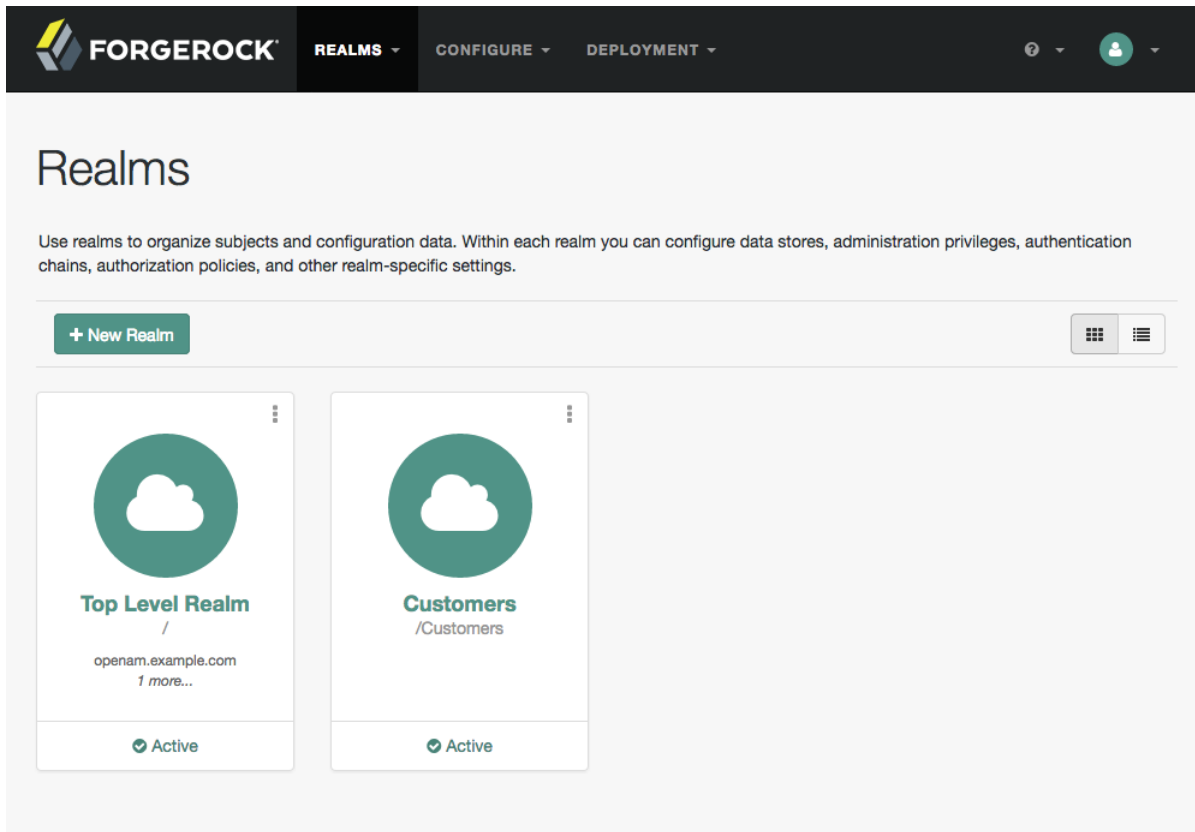 FORGEROCK
REALMS
CONFIGURE
DEPLOYMENT
Realms
Use realms to organize subjects and configuration data. Within each realm you can configure data stores, administration privileges, authentication
chains, authorization policies, and other realm-specific settings.
+ New Realm
Top Level Realm
/
openam.example.com
1 more...
Active
Customers
/Customers
Active